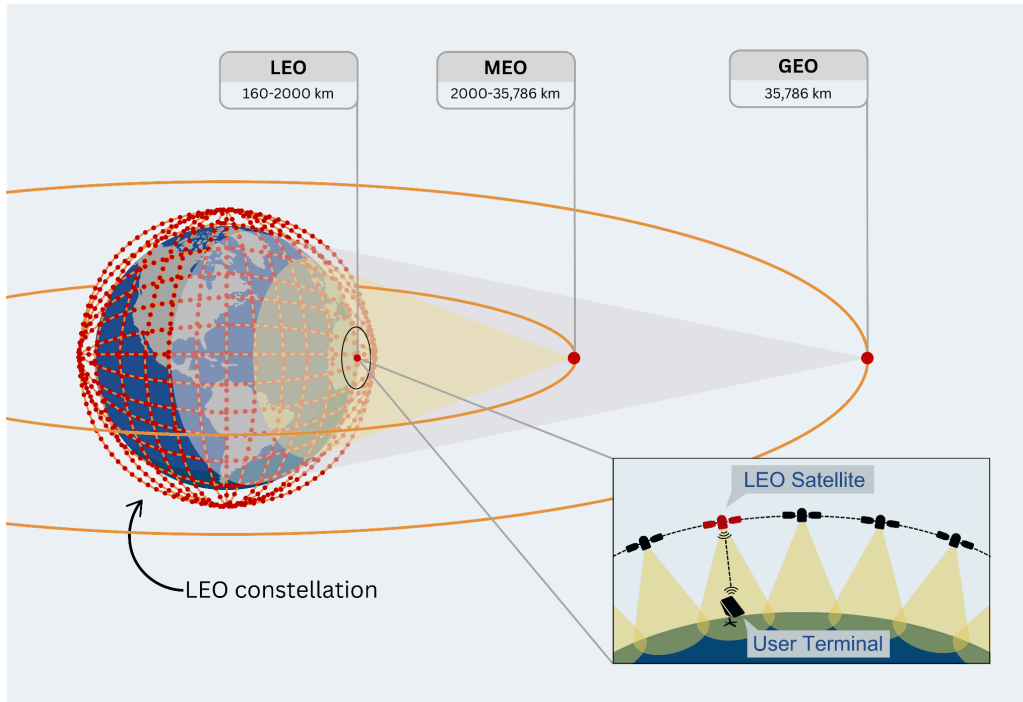 LEO
160-2000 km
MEO
2000-35,786 km
GEO
35,786 km
LEO constellation
LEO Satellite
User Terminal